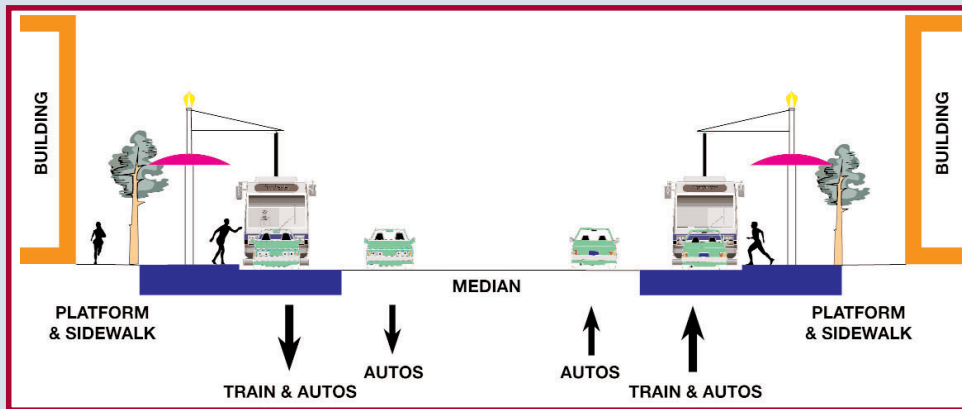 BUILDING
BUILDING
MEDIAN
PLATFORM
& SIDEWALK
PLATFORM
& SIDEWALK
AUTOS
AUTOS
TRAIN & AUTOS
TRAIN & AUTOS